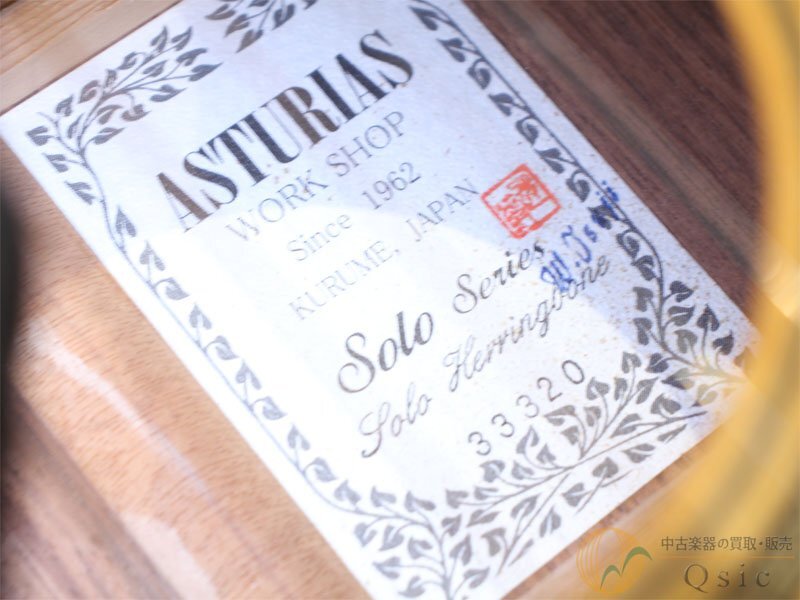 ASTURIAS
WORK SHOP
Since 1962
KURUME, JAPAN
Solo Series
Solo Herringbone
33320
中古楽器の買取・販売
Qsic